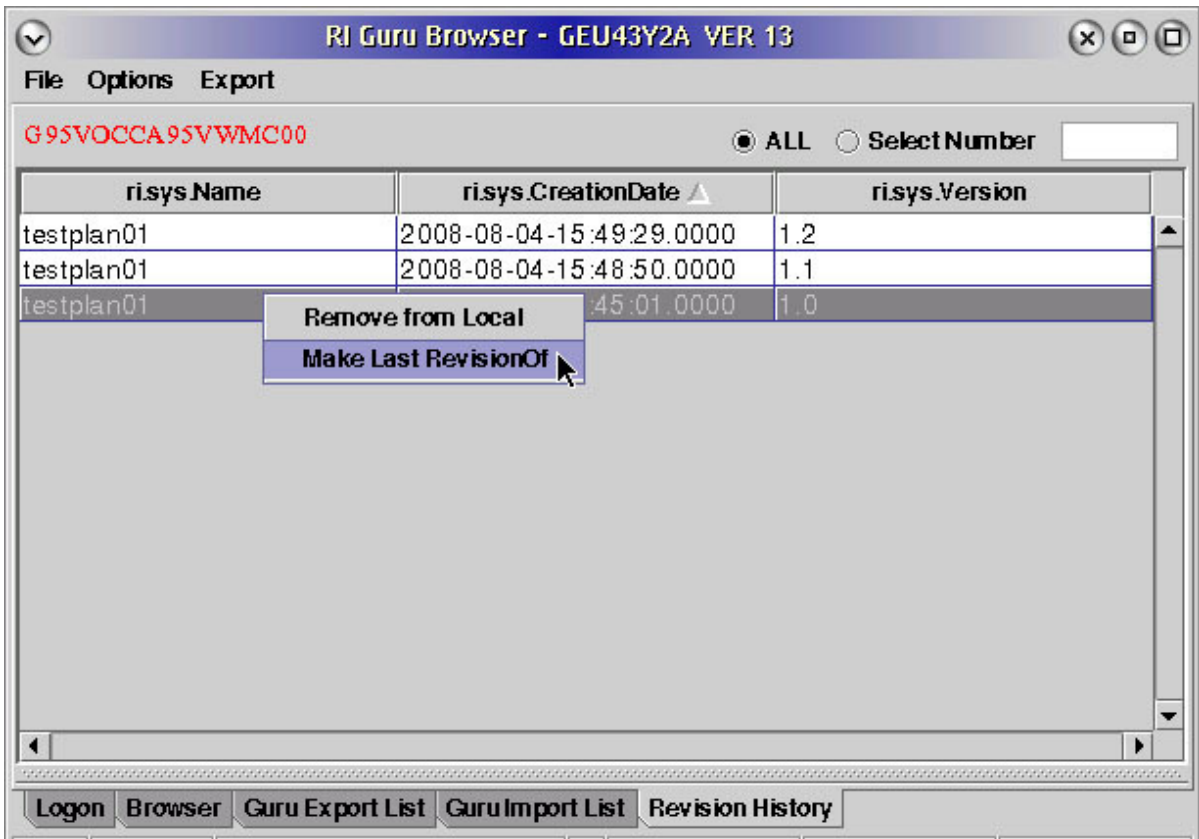 RI Guru Browser - GEU43Y2A VER 13
File Options Export
G95VOCCA95VWMC00 ALL Select Number
ri.sys.Name ri.sys.CreationDate ri.sys.Version
testplan01 2008-08-04-15:49:29.0000 1.2
testplan01 2008-08-04-15:48:50.0000 1.1
testplan01 :45:01.0000 1.0
Remove from Local
Make Last RevisionOf
Logon Browser Guru Export List Guru Import List Revision History